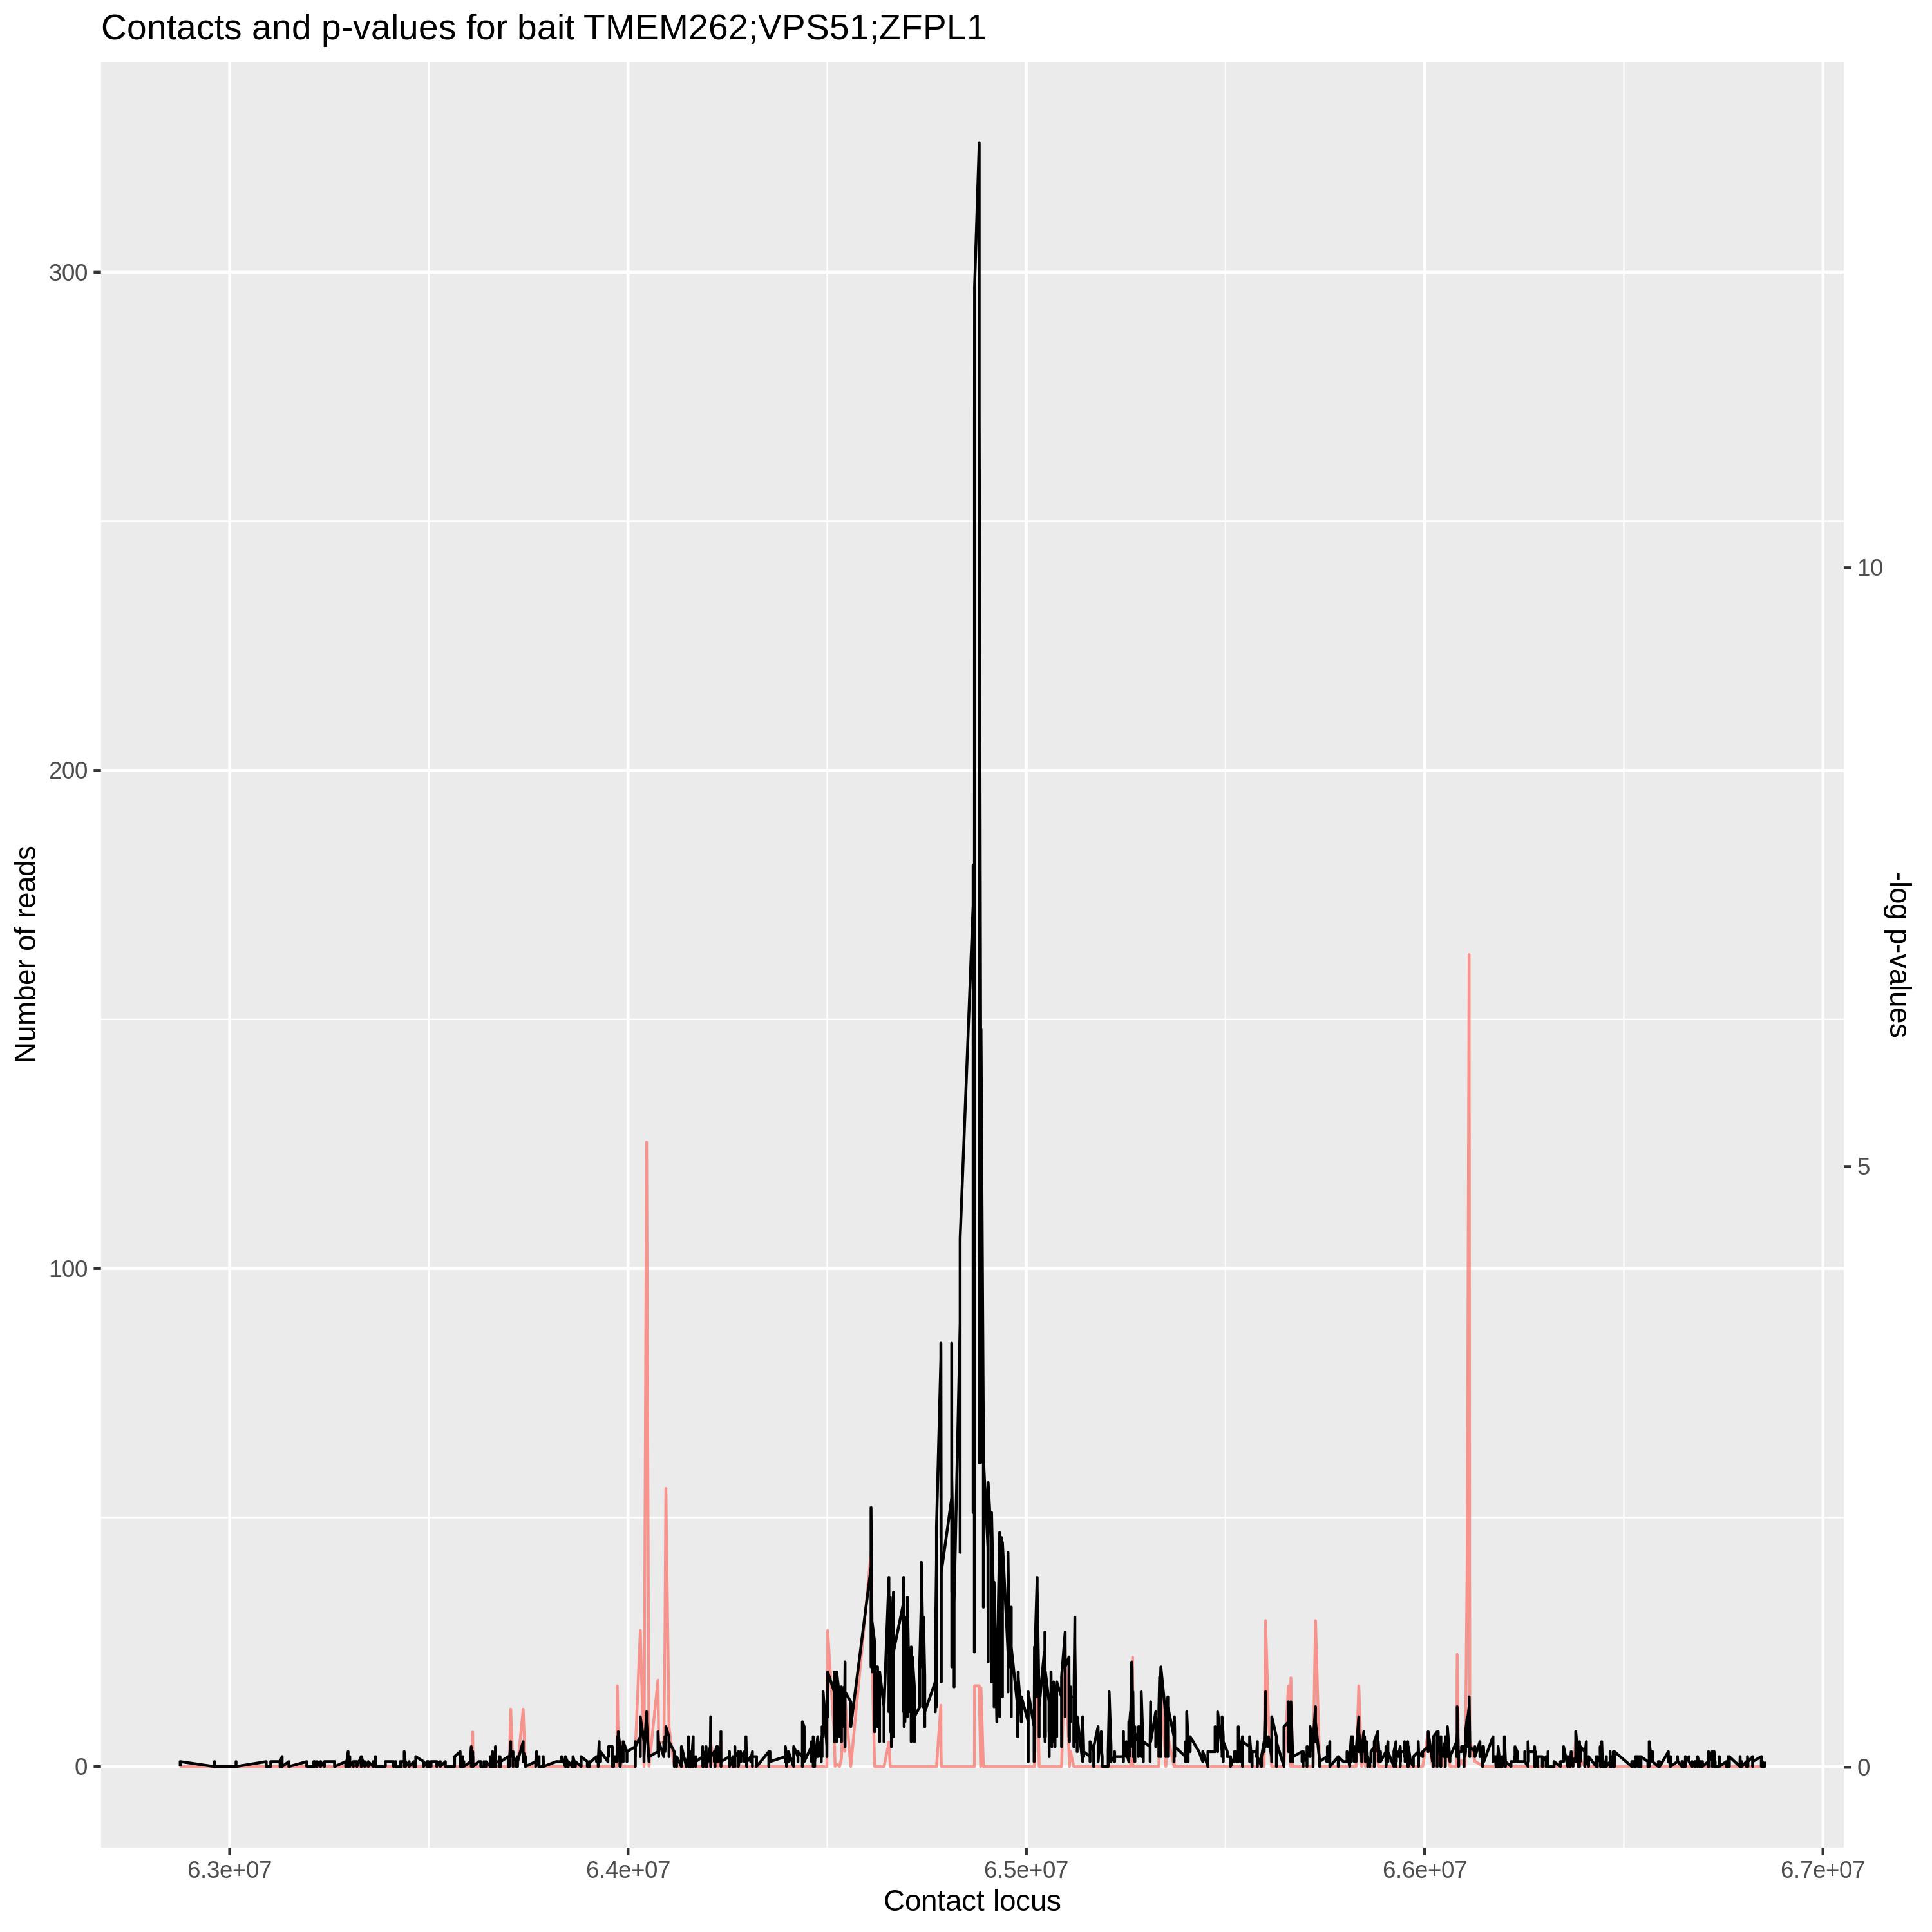 Contacts and p-values for bait TMEM262;VPS51;ZFPL1
300
200
100
0
Number of reads
10
5
0
-log p-values
6.3e+07
6.4e+07
6.5e+07
6.6e+07
6.7e+07
Contact locus